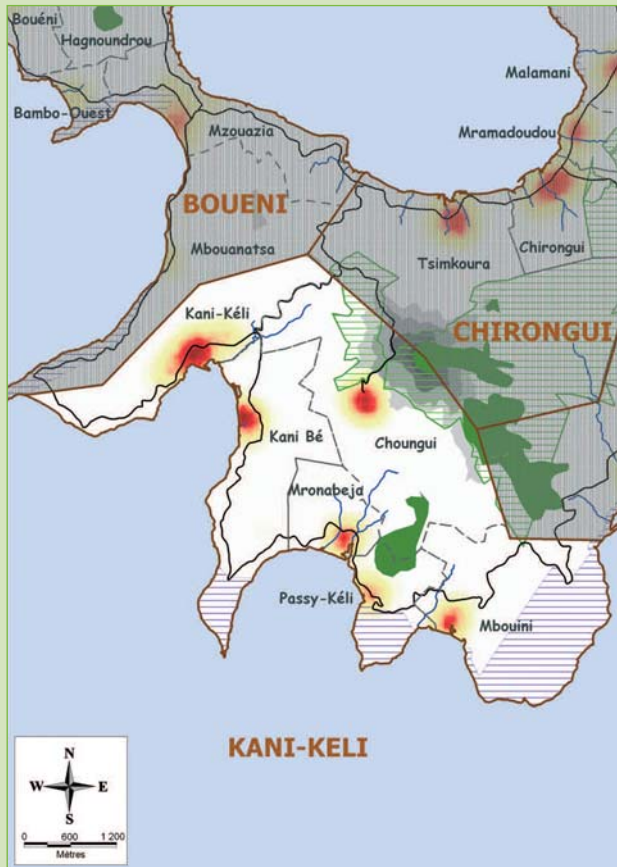 Bouéni
Hagnoundrou
Malamani
Bambo-Ouest
Mzouazia
Mramadoudou
BOUENI
Chirongui
Mbouanatsa
Tsimkoura
Kani-Kéli
CHIRONGUI
Kani Bé
Choungui
Mronabeja
Passy-Kéli
Mbouini
KANI-KELI
N
W E
S
0 600 1 200
Mètres